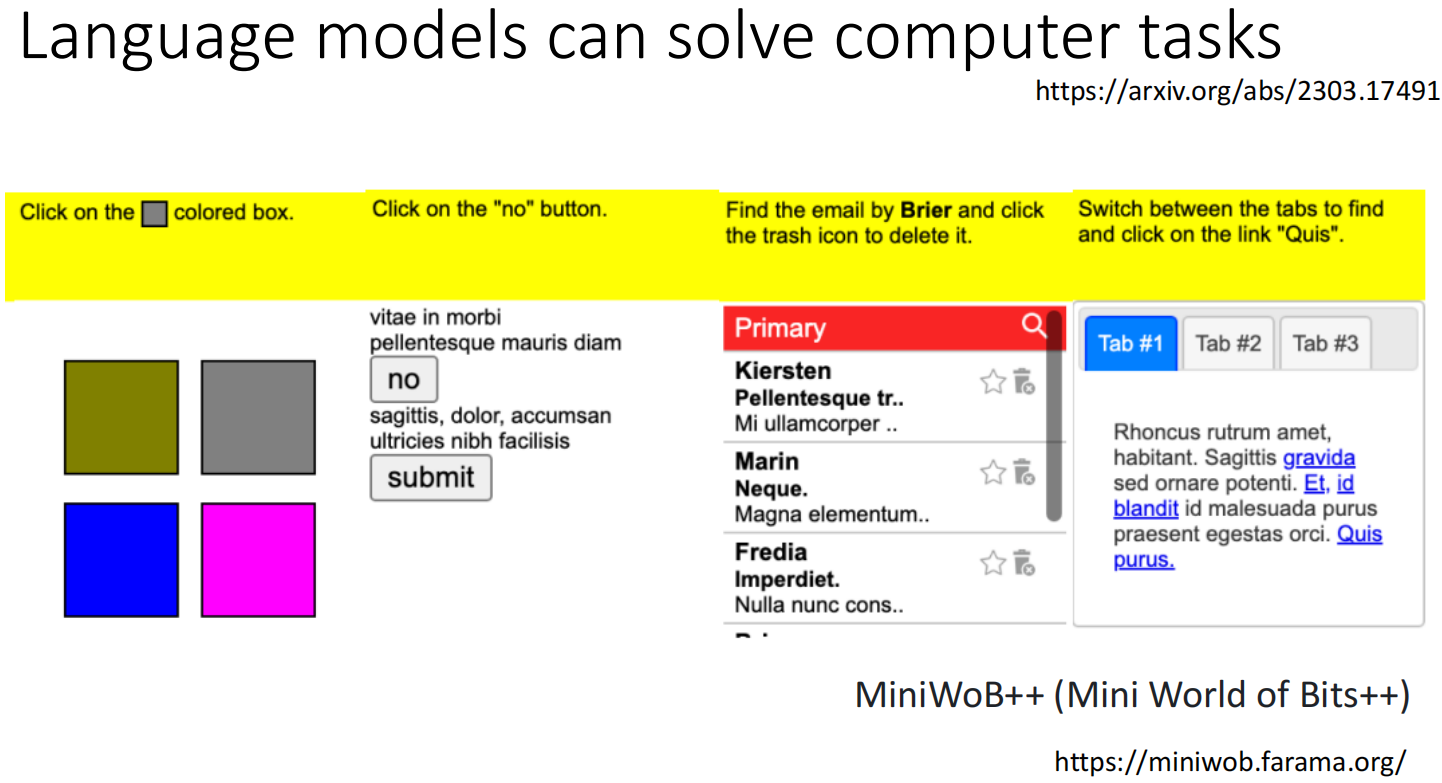 Language models can solve computer tasks
https://arxiv.org/abs/2303.17491
Click on the colored box.
Click on the "no" button.
vitae in morbi
pellentesque mauris diam
no
sagittis, dolor, accumsan
ultricies nibh facilisis
submit
Find the email by Brier and click
the trash icon to delete it.
Primary
Kiersten
Pellentesque tr..
Mi ullamcorper ..
Marin
Neque.
Magna elementum..
Fredia
Imperdiet.
Nulla nunc cons..
Switch between the tabs to find
and click on the link "Quis".
Tab #1 Tab #2 Tab #3
Rhoncus rutrum amet,
habitant. Sagittis gravida
sed ornare potenti. Et, id
blandit id malesuada purus
praesent egestas orci. Quis
purus.
MiniWoB++ (Mini World of Bits++)
https://miniwob.farama.org/